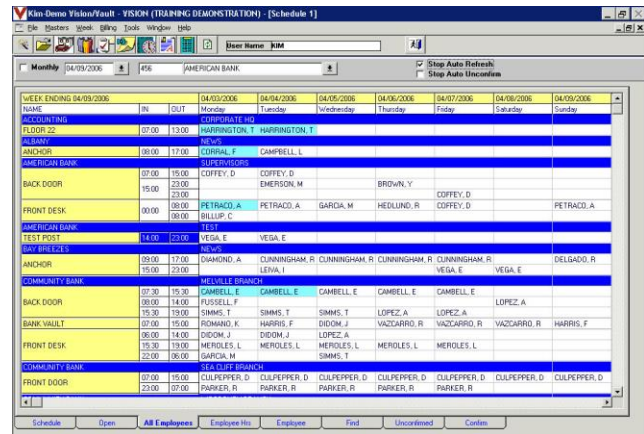 Kim-Demo Vision/Vault - VISION (TRAINING DEMONSTRATION) - [Schedule 1]
File Masters Week Billing Tools Window Help
User Name KIM
Monthly 04/09/2006 456 AMERICAN BANK Stop Auto Refresh
Stop Auto Unconfirm
WEEK ENDING 04/09/2006 04/03/2006 04/04/2006 04/05/2006 04/06/2006 04/07/2006 04/08/2006 04/09/2006
NAME IN OUT Monday Tuesday Wednesday Thursday Friday Saturday Sunday
ACCOUNTING CORPORATE HQ
FLOOR 22 07:00 13:00 HARRINGTON, T HARRINGTON, T
ALBANY NEWS
ANCHOR 08:00 17:00 CORRAL, F CAMPBELL, L
AMERICAN BANK SUPERVISORS
07:00 15:00 COFFEY, D COFFEY, D
BACK DOOR 15:00 23:00 EMERSON, M BROWN, Y
23:00 COFFEY, D
FRONT DESK 00:00 08:00 PETRACO, A PETRACO, A GARCIA, M HEDLUND, R COFFEY, D PETRACO, A
08:00 BILLUP, C
AMERICAN BANK TEST
TEST POST 14:00 23:00 VEGA, E VEGA, E
BAY BREEZES NEWS
ANCHOR 09:00 17:00 DIAMOND, A CUNNINGHAM, R CUNNINGHAM, R CUNNINGHAM, R CUNNINGHAM, R DELGADO, R
15:00 23:00 LEIVA, I VEGA, E VEGA, E
COMMUNITY BANK MELVILLE BRANCH
07:30 15:30 CAMBELL, E CAMBELL, E CAMBELL, E CAMBELL, E CAMBELL, E
BACK DOOR 08:00 14:00 FUSSELL, F LOPEZ, A
15:30 19:00 SIMMS, T SIMMS, T SIMMS, T LOPEZ, A LOPEZ, A
BANK VAULT 07:00 15:00 ROMANO, K HARRIS, F DIDOM, J VAZCARRO, R VAZCARRO, R VAZCARRO, R HARRIS, F
06:00 14:00 DIDOM, J DIDOM, J LOPEZ, A
FRONT DESK 15:30 19:00 MEROLES, L MEROLES, L MEROLES, L MEROLES, L MEROLES, L
22:00 06:00 GARCIA, M SIMMS, T
COMMUNITY BANK SEA CLIFF BRANCH
FRONT DOOR 07:00 15:00 CULPEPPER, D CULPEPPER, D CULPEPPER, D CULPEPPER, D CULPEPPER, D CULPEPPER, D CULPEPPER, D
23:00 07:00 PARKER, R PARKER, R PARKER, R PARKER, R PARKER, R PARKER, R PARKER, R
Schedule Open All Employees Employee Hrs Employee Find Unconfirmed Confirm